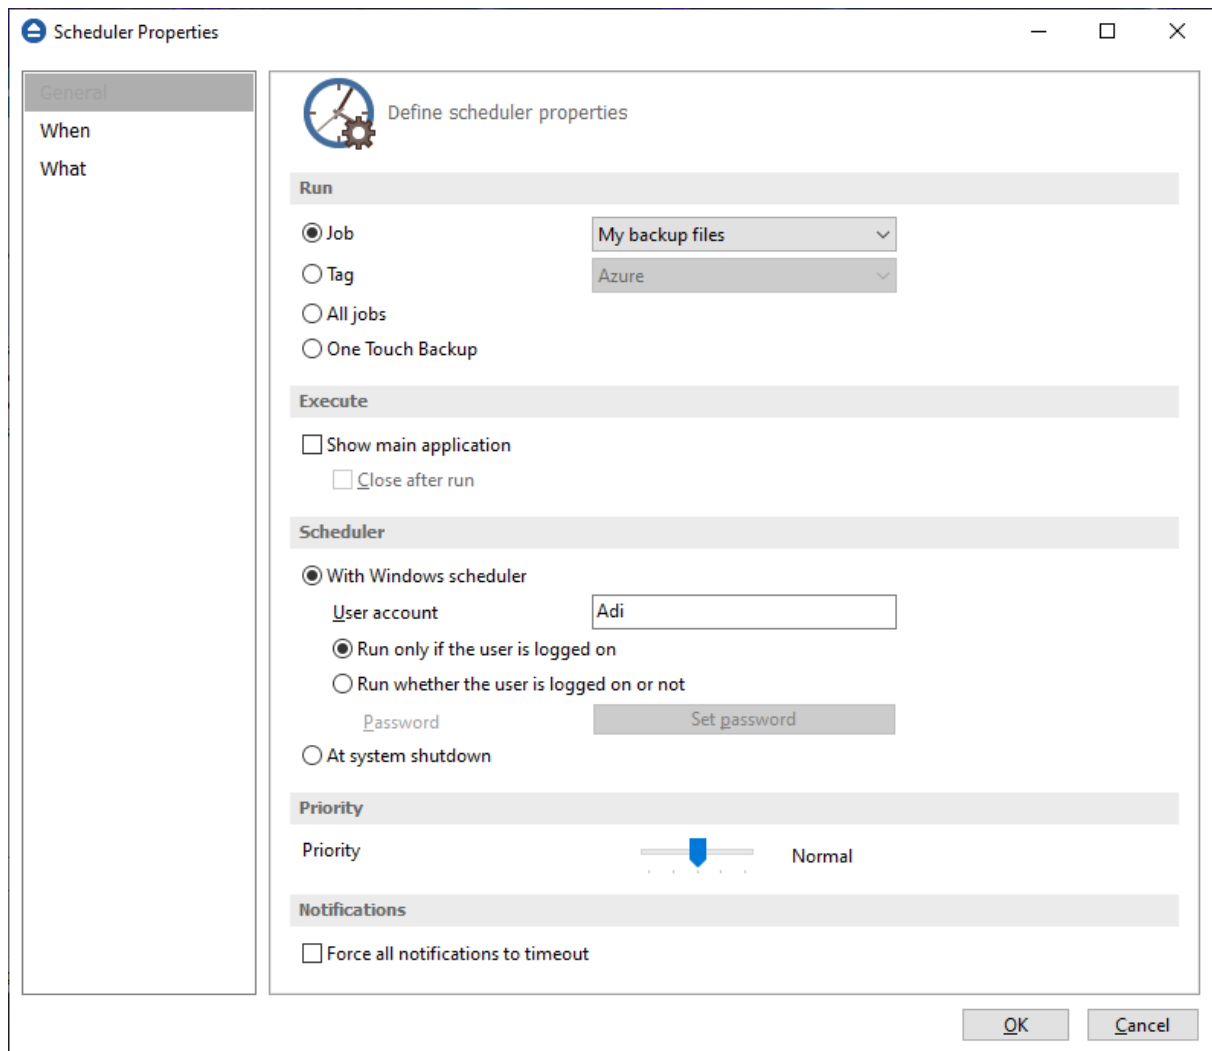 Scheduler Properties
General
When
What
Define scheduler properties
Run
Job
My backup files
Tag
Azure
All jobs
One Touch Backup
Execute
Show main application
Close after run
Scheduler
With Windows scheduler
User account
Adi
Run only if the user is logged on
Run whether the user is logged on or not
Password
Set password
At system shutdown
Priority
Priority
Normal
Notifications
Force all notifications to timeout
OK
Cancel